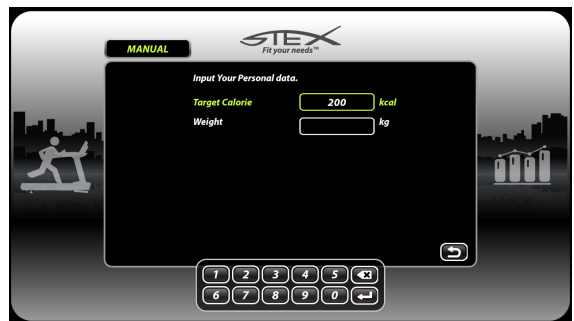 STEX
MANUAL
Fit your needs™
Input Your Personal data.
Target Calorie 200 kcal
Weight kg
1 2 3 4 5
6 7 8 9 0